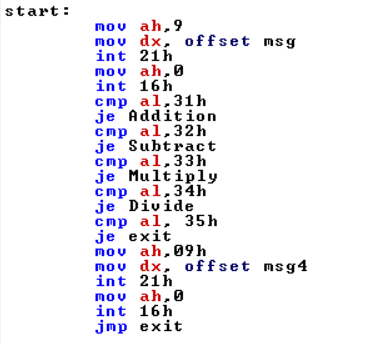 start:
mov ah,9
mov dx, offset msg
int 21h
mov ah,0
int 16h
cmp al,31h
je Addition
cmp al,32h
je Subtract
cmp al,33h
je Multiply
cmp al,34h
je Divide
cmp al, 35h
je exit
mov ah,09h
mov dx, offset msg4
int 21h
mov ah,0
int 16h
jmp exit